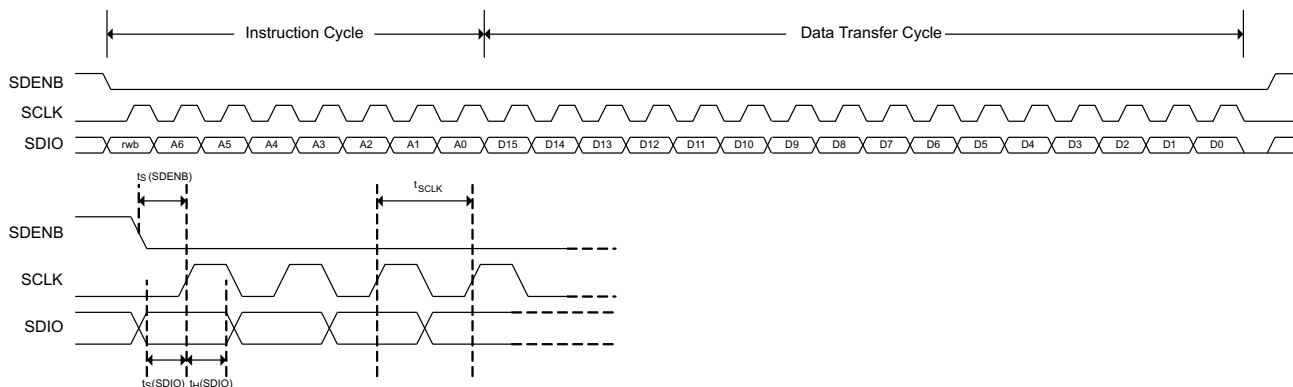 Instruction Cycle Data Transfer Cycle
SDENB
SCLK
SDIO rwb A6 A5 A4 A3 A2 A1 A0 D15 D14 D13 D12 D11 D10 D9 D8 D7 D6 D5 D4 D3 D2 D1 D0
tS (SDENB) tSCLK
SDENB
SCLK
SDIO
tS(SDIO) tH(SDIO)